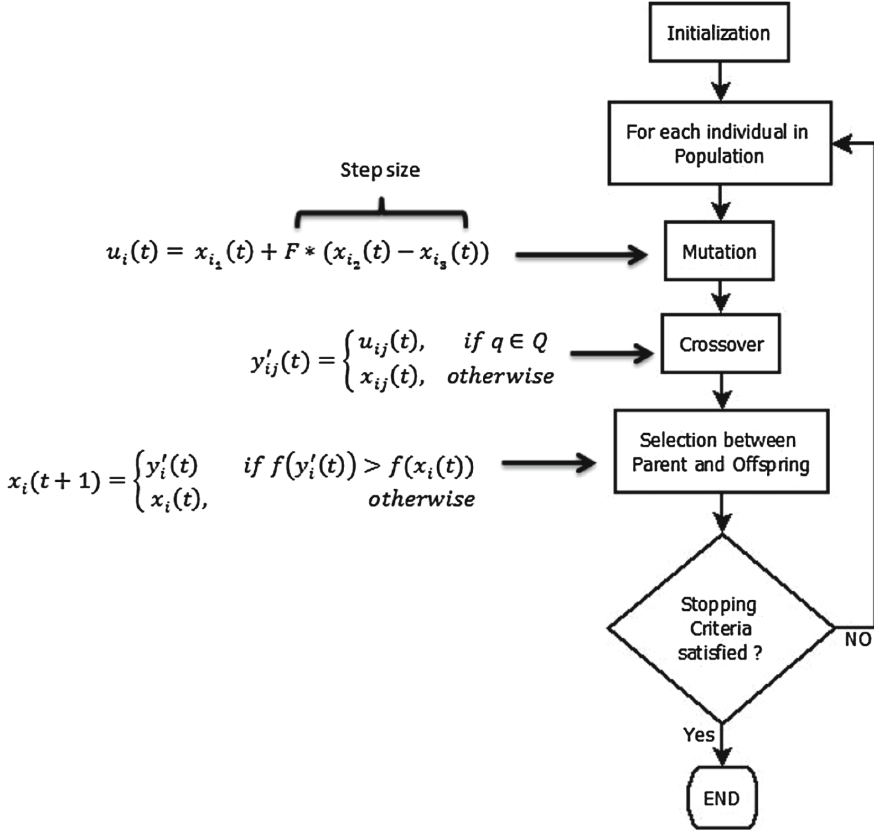 Initialization
For each individual in
Population
Step size
u_i(t) = x_{i_1}(t) + F * (x_{i_2}(t) − x_{i_3}(t))
Mutation
y′_{ij}(t) = { u_{ij}(t), if q ∈ Q
x_{ij}(t), otherwise
Crossover
x_i(t + 1) = { y′_i(t) if f(y′_i(t)) > f(x_i(t))
x_i(t), otherwise
Selection between
Parent and Offspring
Stopping
Criteria
satisfied ?
NO
Yes
END